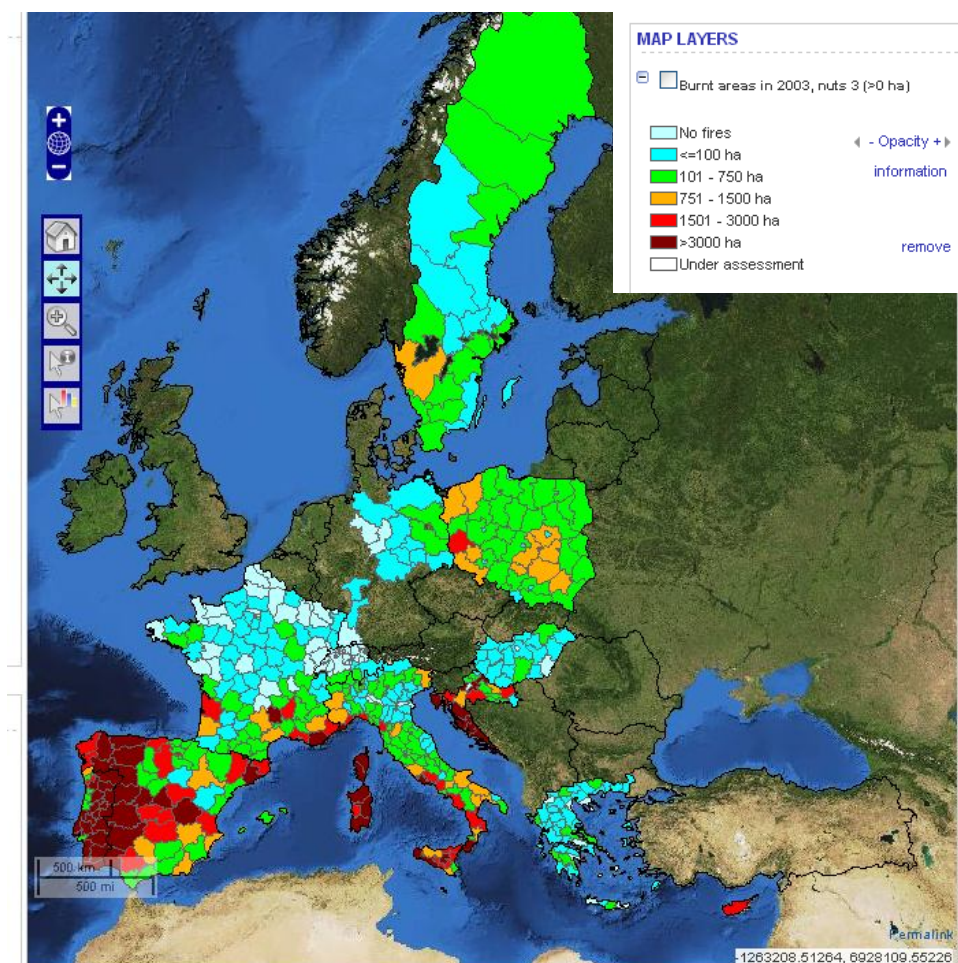 MAP LAYERS
Burnt areas in 2003, nuts 3 (>0 ha)
No fires
<=100 ha
101 - 750 ha
751 - 1500 ha
1501 - 3000 ha
>3000 ha
Under assessment
- Opacity +
information
remove
500 km
500 mi
Permalink
-1263208.51264, 6928109.55226